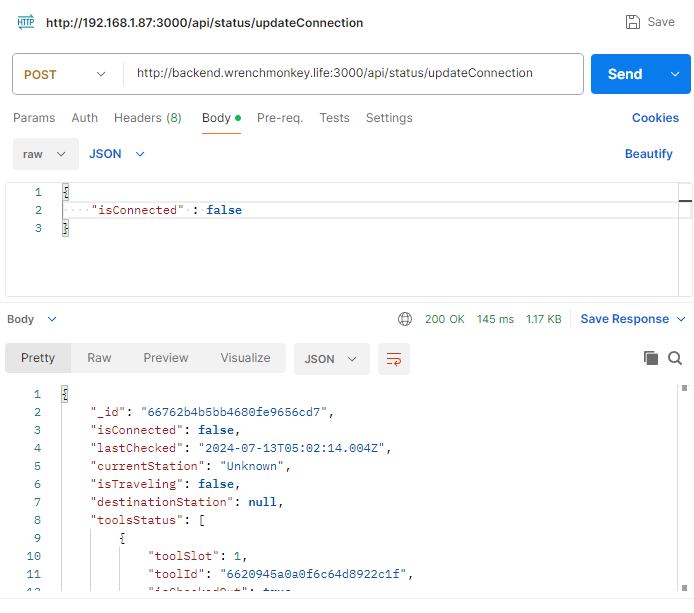 HTTP http://192.168.1.87:3000/api/status/updateConnection Save
POST http://backend.wrenchmonkey.life:3000/api/status/updateConnection Send
Params Auth Headers (8) Body Pre-req. Tests Settings Cookies
raw JSON Beautify
1 {
2 "isConnected" : false
3 }
Body 200 OK 145 ms 1.17 KB Save Response
Pretty Raw Preview Visualize JSON
1 {
2 "_id": "66762b4b5bb4680fe9656cd7",
3 "isConnected": false,
4 "lastChecked": "2024-07-13T05:02:14.004Z",
5 "currentStation": "Unknown",
6 "isTraveling": false,
7 "destinationStation": null,
8 "toolsStatus": [
9 {
10 "toolSlot": 1,
11 "toolId": "6620945a0a0f6c64d8922c1f",
12 "isCheckedOut": true